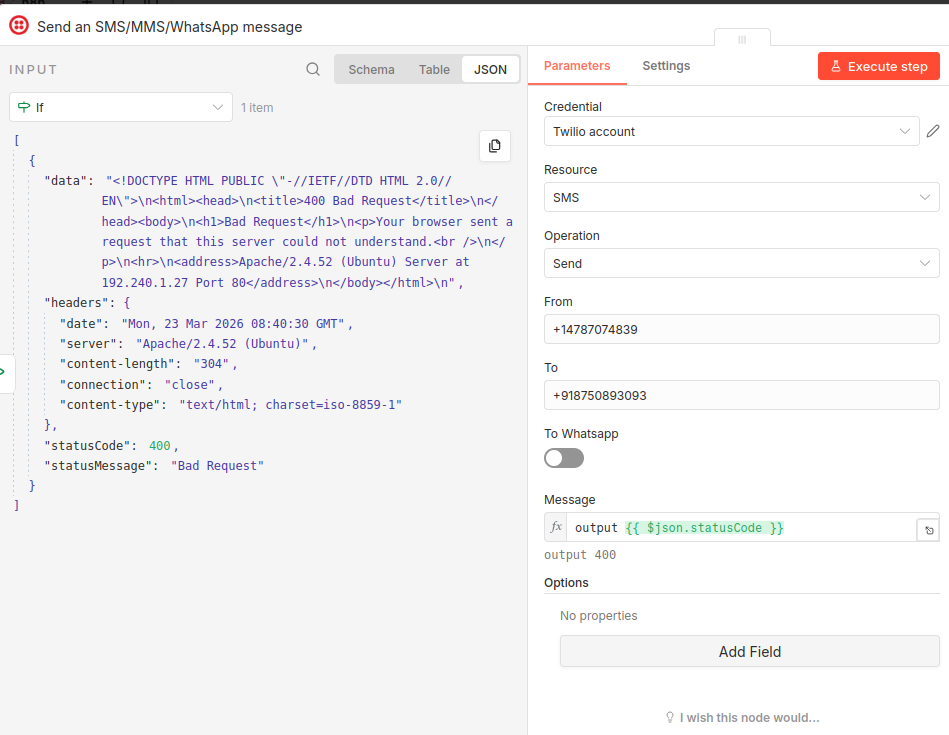 Send an SMS/MMS/WhatsApp message
INPUT
Schema
Table
JSON
If
1 item
[
{
"data": "<!DOCTYPE HTML PUBLIC \"-//IETF//DTD HTML 2.0//
EN\">\n<html><head>\n<title>400 Bad Request</title>\n</
head><body>\n<h1>Bad Request</h1>\n<p>Your browser sent a
request that this server could not understand.<br />\n</
p>\n<hr>\n<address>Apache/2.4.52 (Ubuntu) Server at
192.240.1.27 Port 80</address>\n</body></html>\n",
"headers": {
"date": "Mon, 23 Mar 2026 08:40:30 GMT",
"server": "Apache/2.4.52 (Ubuntu)",
"content-length": "304",
"connection": "close",
"content-type": "text/html; charset=iso-8859-1"
},
"statusCode": 400,
"statusMessage": "Bad Request"
}
]
Parameters
Settings
Execute step
Credential
Twilio account
Resource
SMS
Operation
Send
From
+14787074839
To
+918750893093
To Whatsapp
Message
fx output {{ $json.statusCode }}
output 400
Options
No properties
Add Field
I wish this node would...